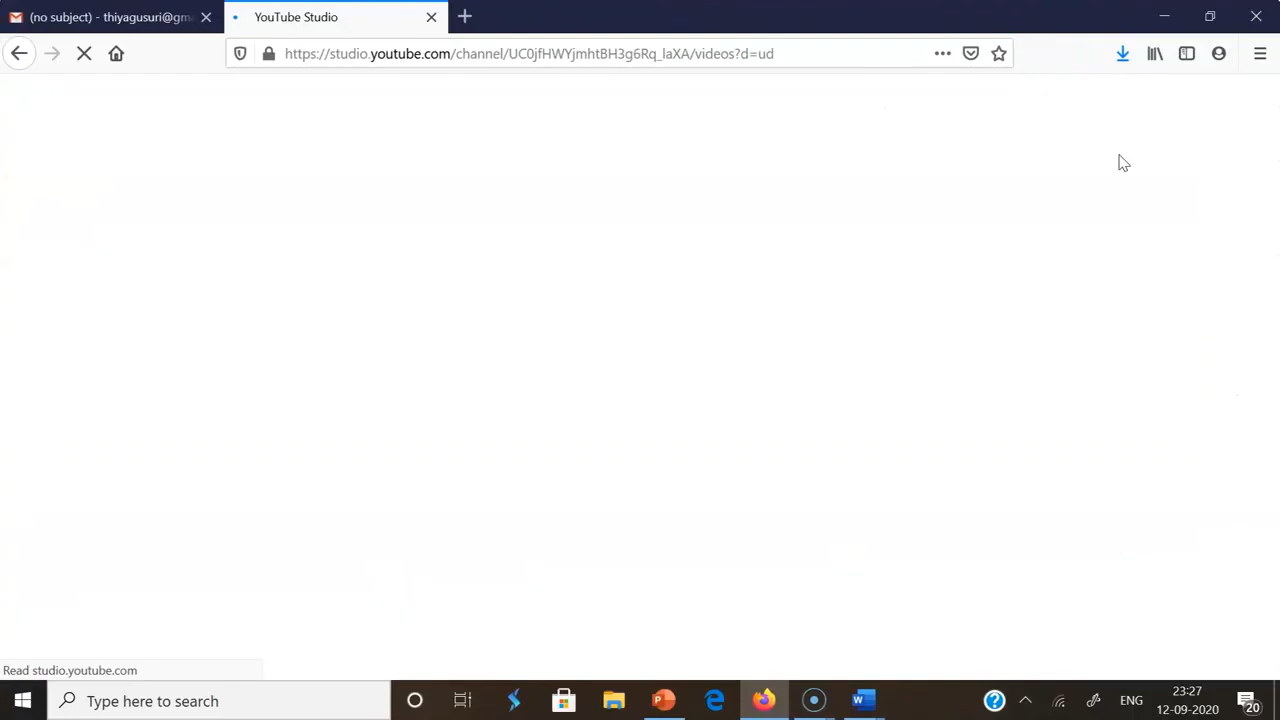 (no subject) - thiyagusuri@gm
YouTube Studio
https://studio.youtube.com/channel/UC0jfHWYjmhtBH3g6Rq_laXA/videos?d=ud
Read studio.youtube.com
Type here to search
ENG
23:27
12-09-2020
20